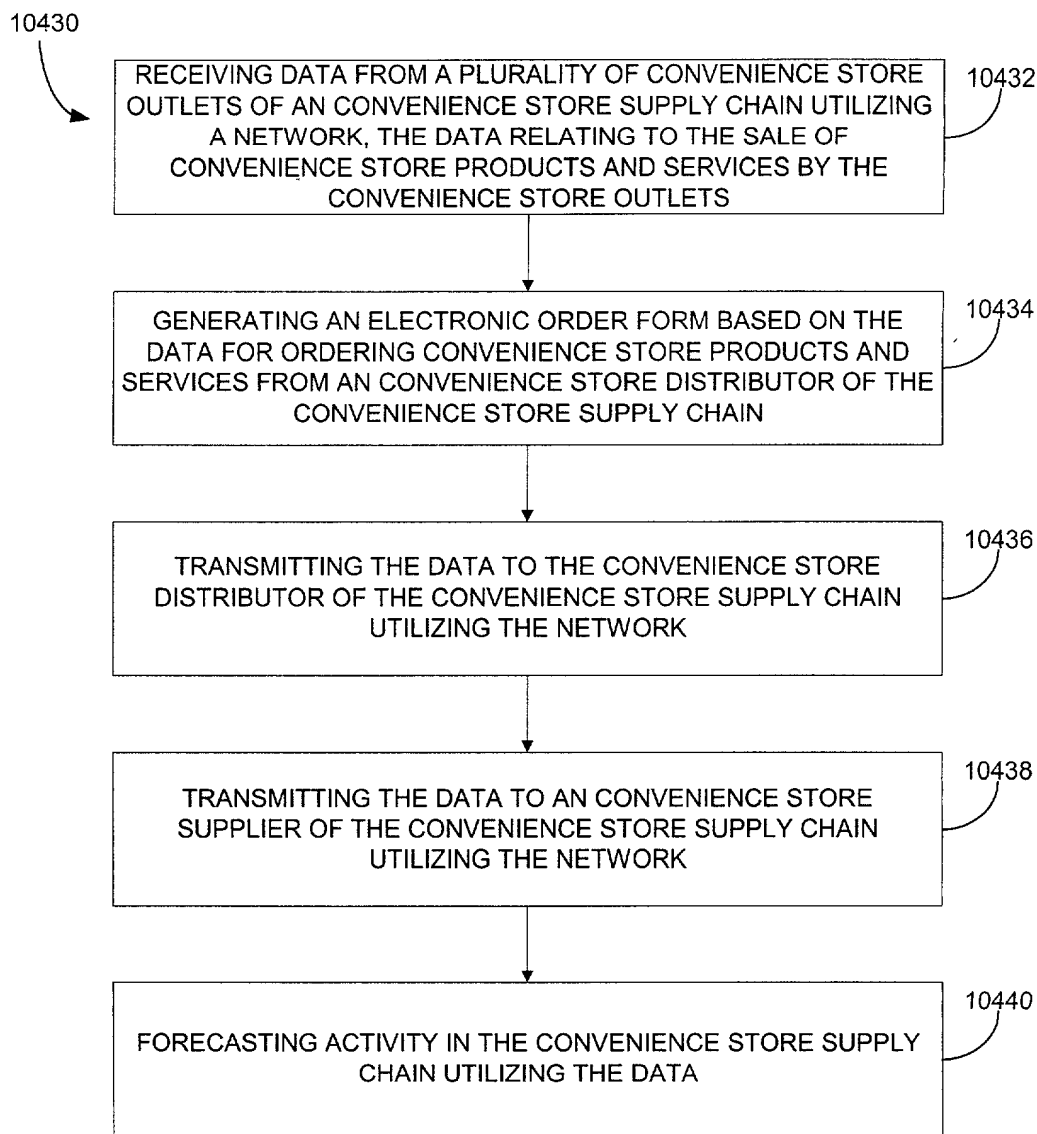 10430
RECEIVING DATA FROM A PLURALITY OF CONVENIENCE STORE
OUTLETS OF AN CONVENIENCE STORE SUPPLY CHAIN UTILIZING
A NETWORK, THE DATA RELATING TO THE SALE OF
CONVENIENCE STORE PRODUCTS AND SERVICES BY THE
CONVENIENCE STORE OUTLETS
10432
GENERATING AN ELECTRONIC ORDER FORM BASED ON THE
DATA FOR ORDERING CONVENIENCE STORE PRODUCTS AND
SERVICES FROM AN CONVENIENCE STORE DISTRIBUTOR OF THE
CONVENIENCE STORE SUPPLY CHAIN
10434
TRANSMITTING THE DATA TO THE CONVENIENCE STORE
DISTRIBUTOR OF THE CONVENIENCE STORE SUPPLY CHAIN
UTILIZING THE NETWORK
10436
TRANSMITTING THE DATA TO AN CONVENIENCE STORE
SUPPLIER OF THE CONVENIENCE STORE SUPPLY CHAIN
UTILIZING THE NETWORK
10438
FORECASTING ACTIVITY IN THE CONVENIENCE STORE SUPPLY
CHAIN UTILIZING THE DATA
10440